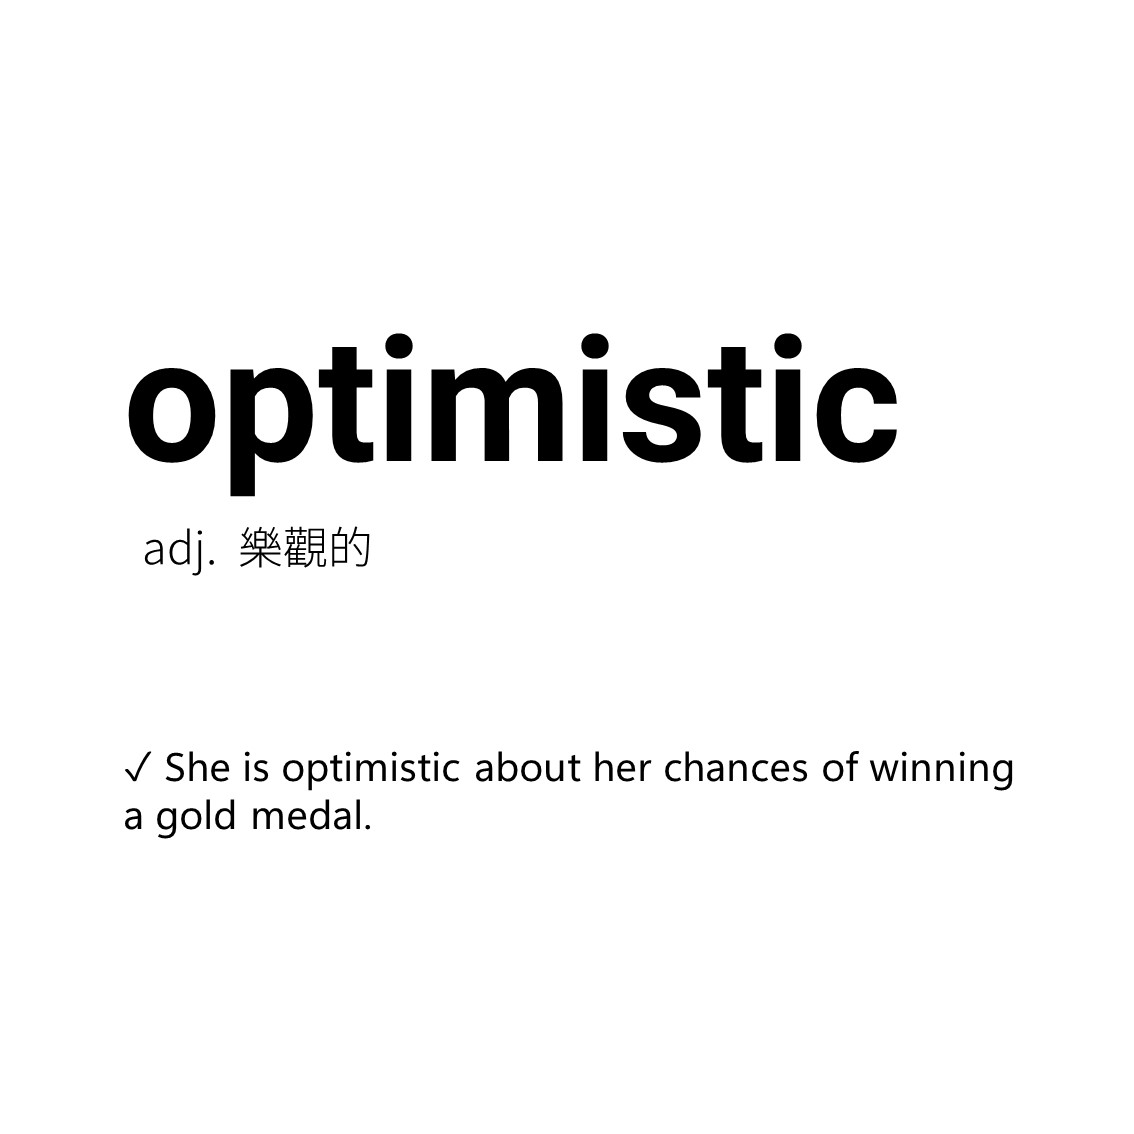 optimistic
adj. 樂觀的
✓ She is optimistic about her chances of winning
a gold medal.